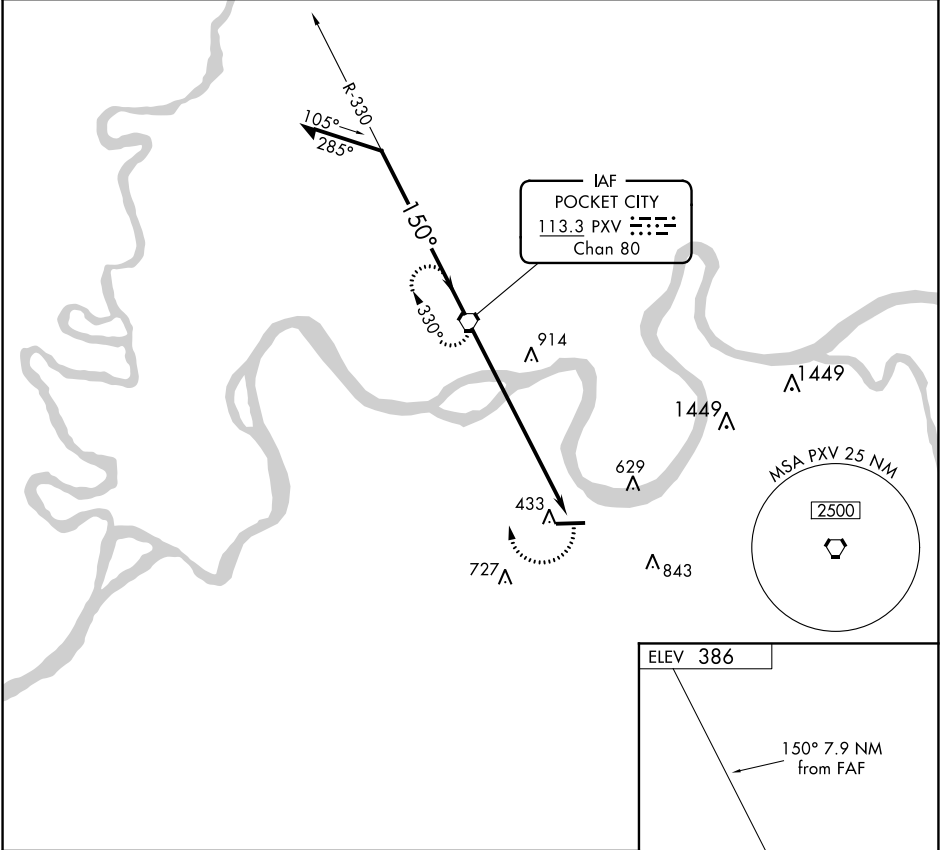 R-330
105°
285°
150°
IAF
POCKET CITY
113.3 PXV
Chan 80
330°
914
1449
1449
MSA PXV 25 NM
629
2500
433
727
843
ELEV 386
150° 7.9 NM
from FAF